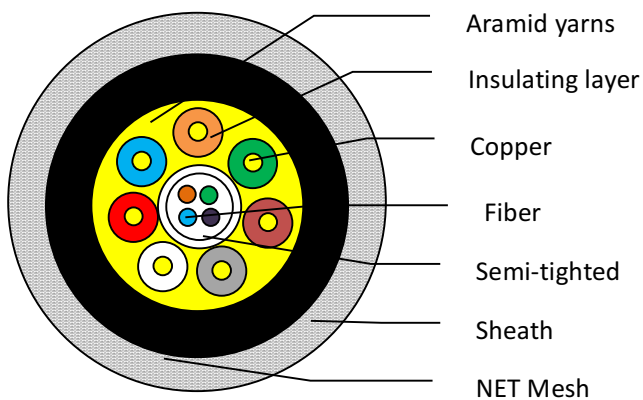 Aramid yarns
Insulating layer
Copper
Fiber
Semi-tighted
Sheath
NET Mesh